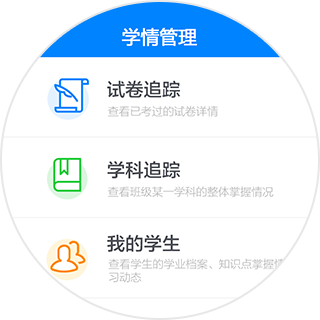 学情管理
试卷追踪
查看已考过的试卷详情
学科追踪
查看班级某一学科的整体掌握情况
我的学生
查看学生的学业档案、知识点掌握情
习动态